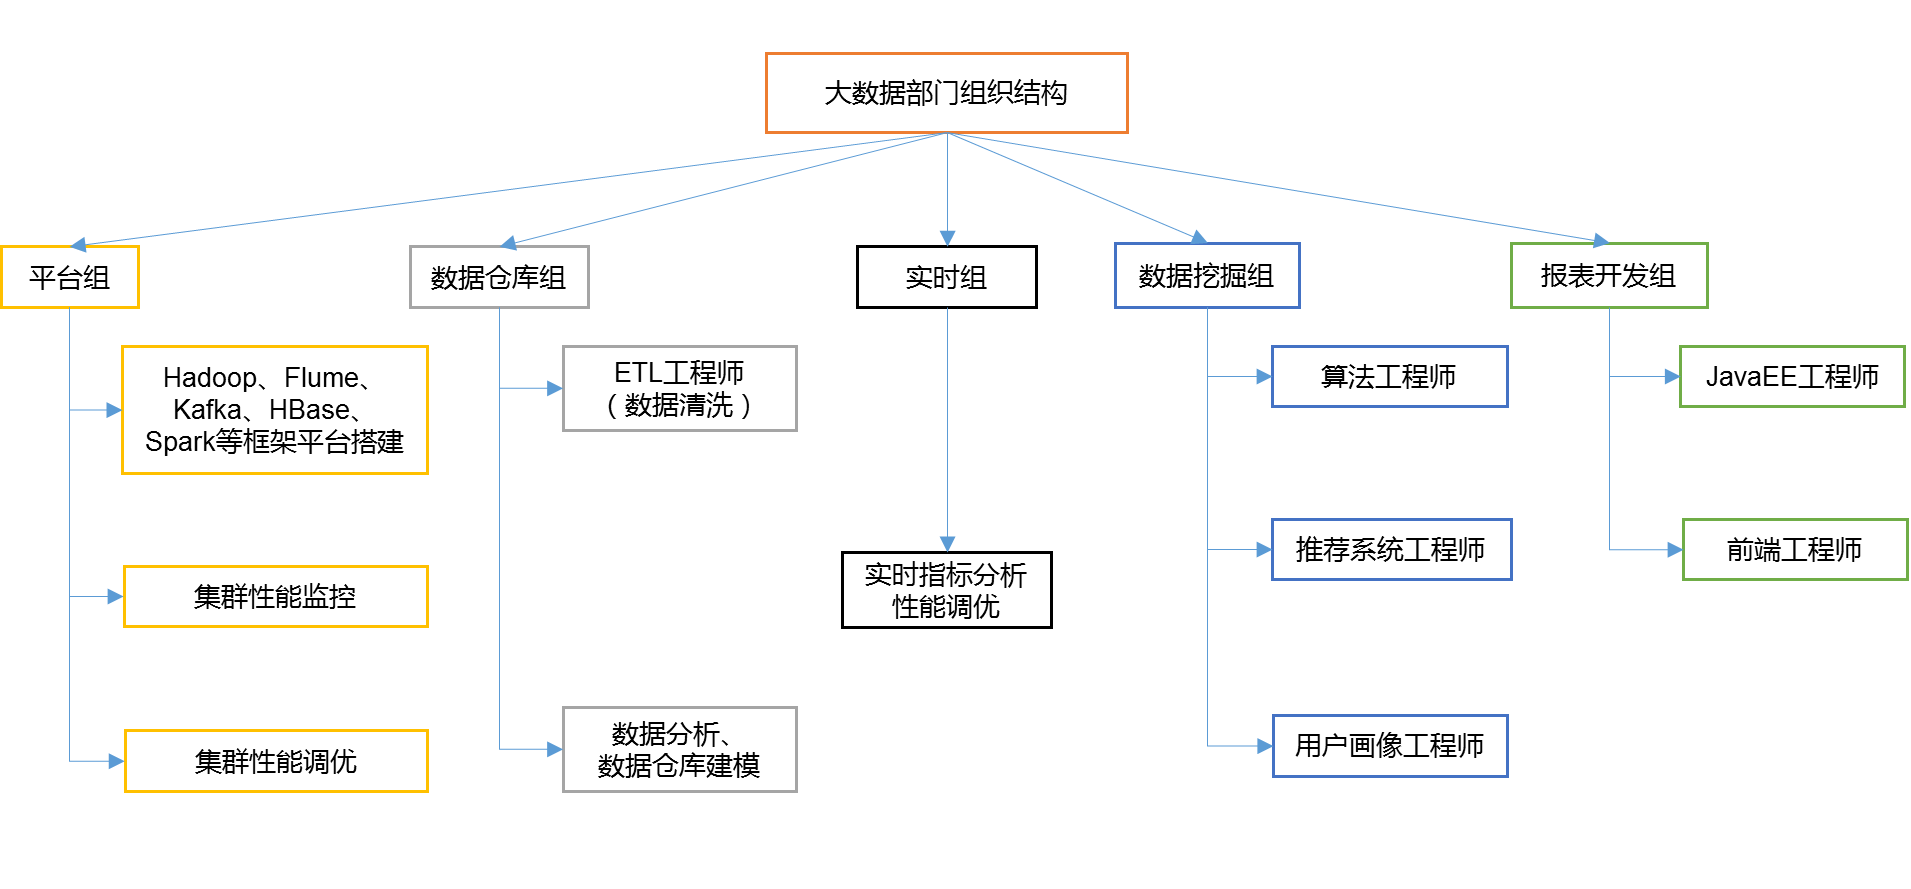 大数据部门组织结构
平台组
数据仓库组
实时组
数据挖掘组
报表开发组
Hadoop、Flume、
Kafka、HBase、
Spark等框架平台搭建
集群性能监控
集群性能调优
ETL工程师
（数据清洗）
数据分析、
数据仓库建模
实时指标分析
性能调优
算法工程师
推荐系统工程师
用户画像工程师
JavaEE工程师
前端工程师